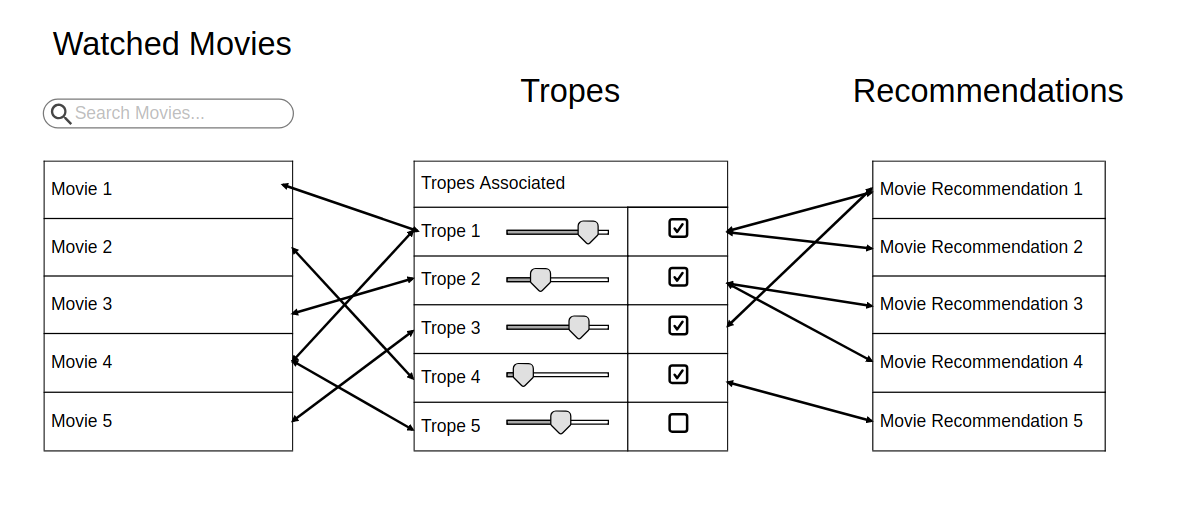 Watched Movies
Search Movies...
Movie 1
Movie 2
Movie 3
Movie 4
Movie 5
Tropes
Tropes Associated
Trope 1
Trope 2
Trope 3
Trope 4
Trope 5
Recommendations
Movie Recommendation 1
Movie Recommendation 2
Movie Recommendation 3
Movie Recommendation 4
Movie Recommendation 5